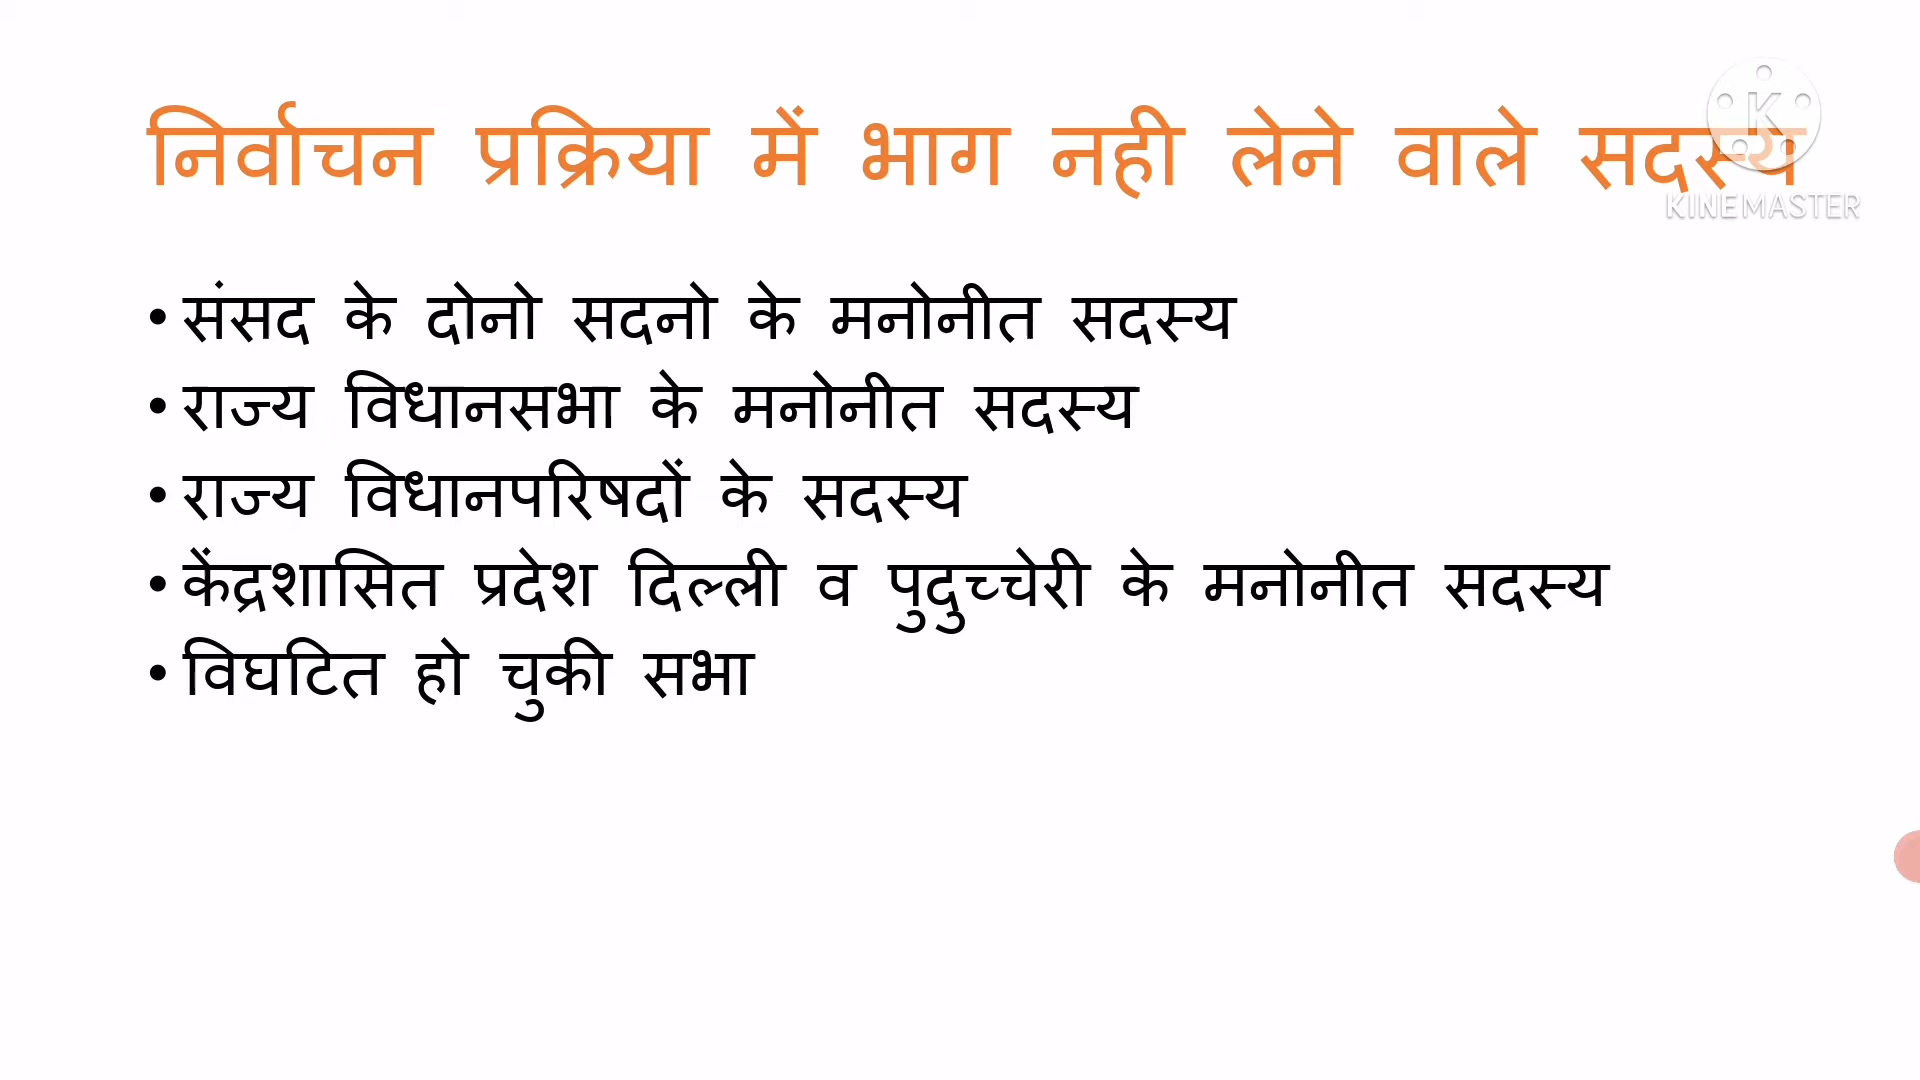 निर्वाचन प्रक्रिया में भाग नही लेने वाले सदस्य
K
KINEMASTER
• संसद के दोनो सदनो के मनोनीत सदस्य
• राज्य विधानसभा के मनोनीत सदस्य
• राज्य विधानपरिषदों के सदस्य
• केंद्रशासित प्रदेश दिल्ली व पुदुच्चेरी के मनोनीत सदस्य
• विघटित हो चुकी सभा